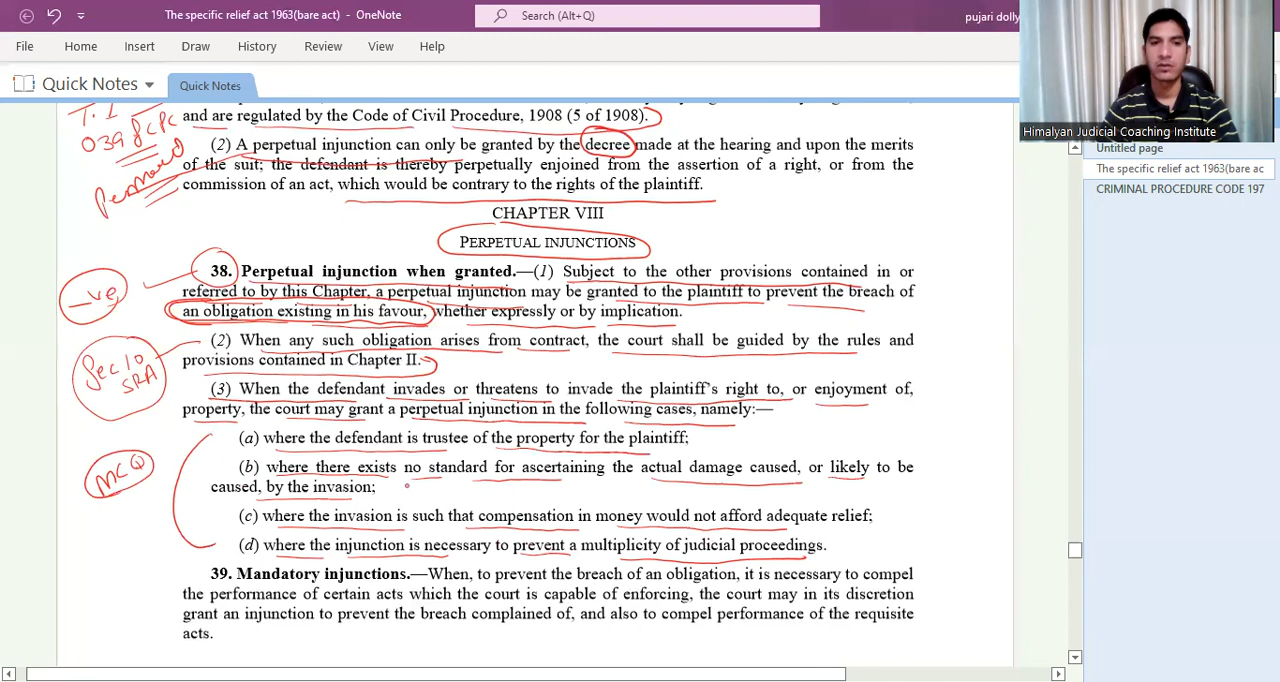 The specific relief act 1963(bare act) - OneNote
Search (Alt+Q)
pujari dolly
File Home Insert Draw History Review View Help
Quick Notes
Quick Notes
Himalyan Judicial Coaching Institute
Untitled page
The specific relief act 1963(bare ac
CRIMINAL PROCEDURE CODE 197
T.I
O39 CPC
and are regulated by the Code of Civil Procedure, 1908 (5 of 1908).
(2) A perpetual injunction can only be granted by the decree made at the hearing and upon the merits
of the suit; the defendant is thereby perpetually enjoined from the assertion of a right, or from the
commission of an act, which would be contrary to the rights of the plaintiff.
CHAPTER VIII
PERPETUAL INJUNCTIONS
-ve
38. Perpetual injunction when granted.—(1) Subject to the other provisions contained in or
referred to by this Chapter, a perpetual injunction may be granted to the plaintiff to prevent the breach of
an obligation existing in his favour, whether expressly or by implication.
Sec 10
SRA
(2) When any such obligation arises from contract, the court shall be guided by the rules and
provisions contained in Chapter II.
(3) When the defendant invades or threatens to invade the plaintiff's right to, or enjoyment of,
property, the court may grant a perpetual injunction in the following cases, namely:—
MCQ
(a) where the defendant is trustee of the property for the plaintiff;
(b) where there exists no standard for ascertaining the actual damage caused, or likely to be
caused, by the invasion;
(c) where the invasion is such that compensation in money would not afford adequate relief;
(d) where the injunction is necessary to prevent a multiplicity of judicial proceedings.
39. Mandatory injunctions.—When, to prevent the breach of an obligation, it is necessary to compel
the performance of certain acts which the court is capable of enforcing, the court may in its discretion
grant an injunction to prevent the breach complained of, and also to compel performance of the requisite
acts.